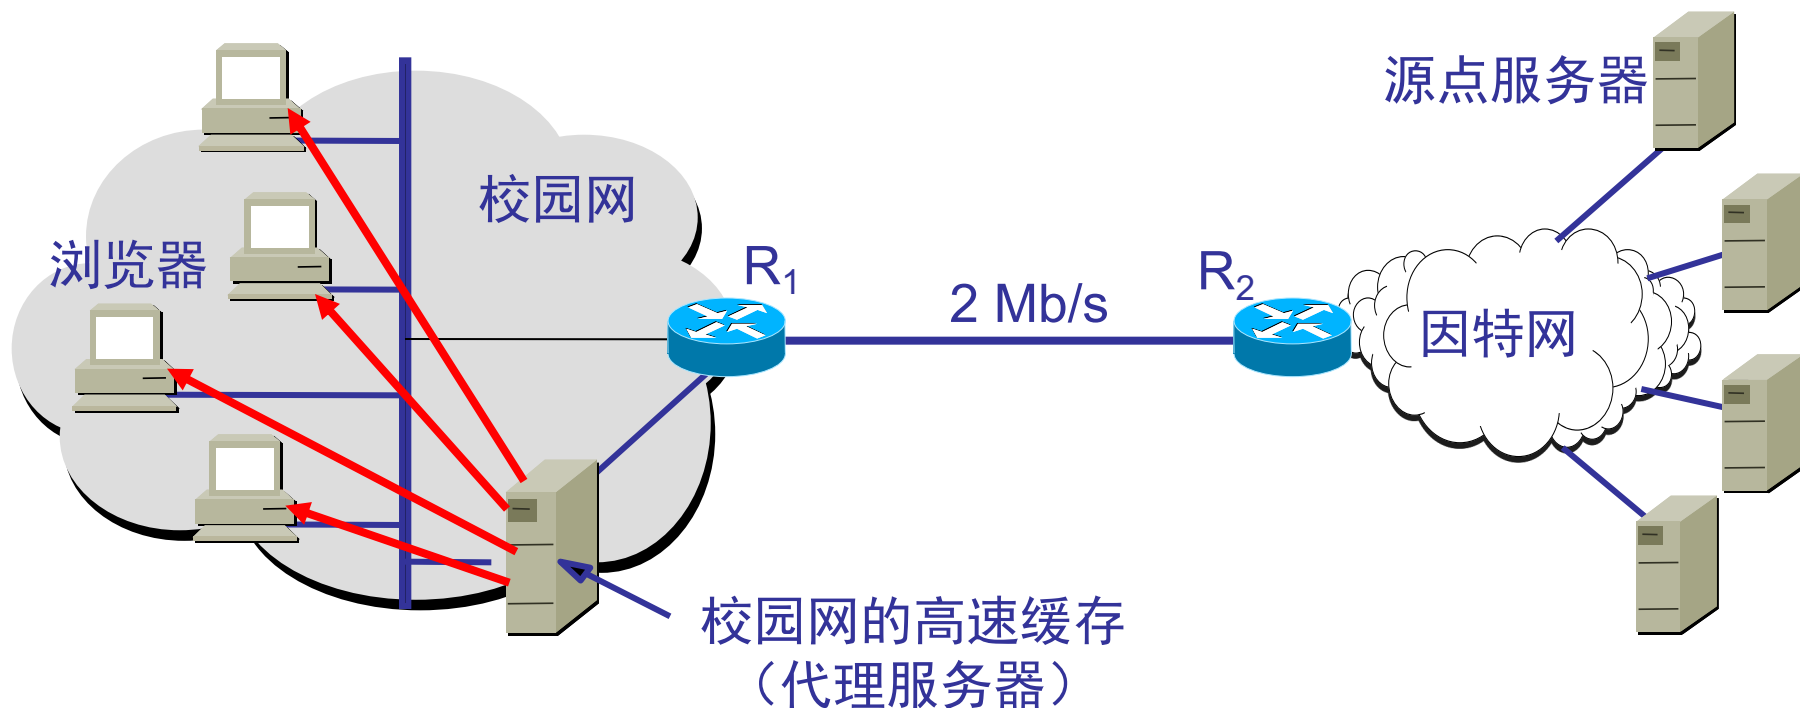 源点服务器
校园网
浏览器
R1
R2
2 Mb/s
因特网
校园网的高速缓存
（代理服务器）